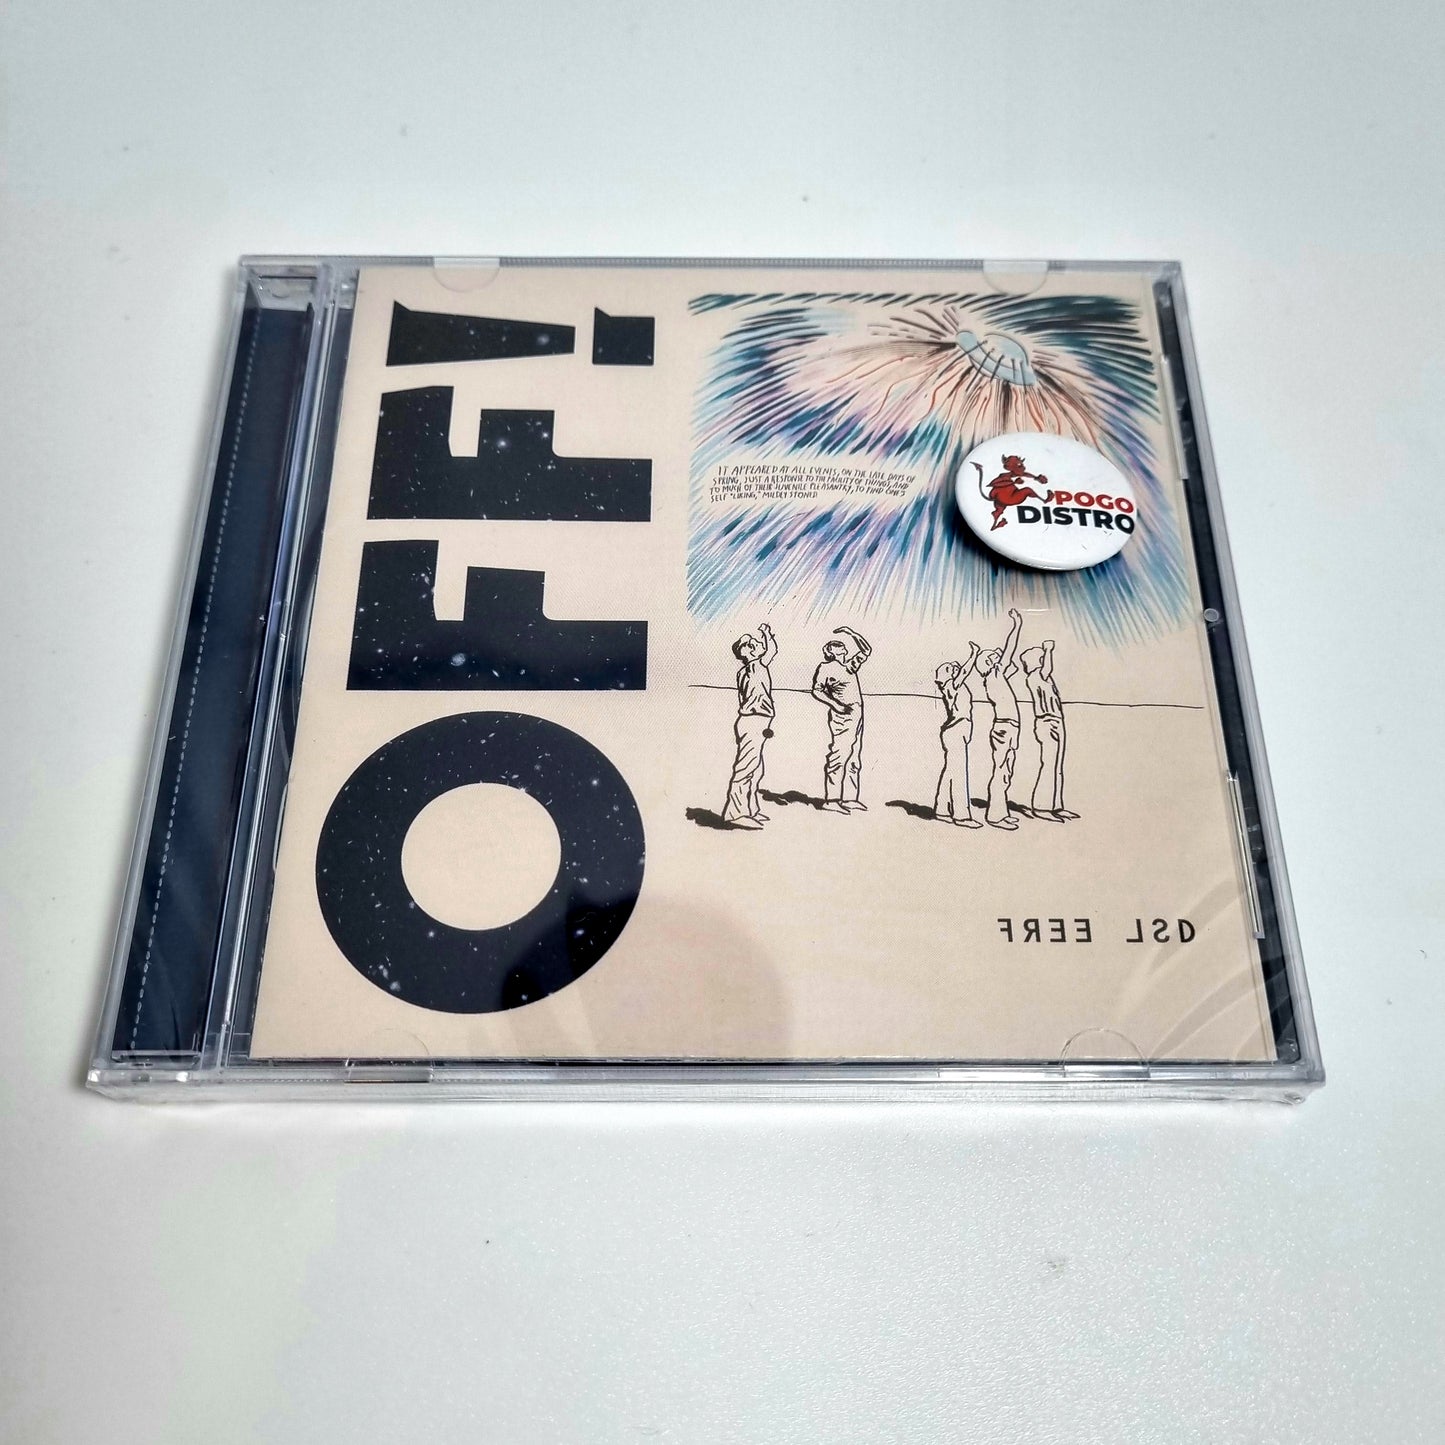 OFF!
IT APPEARED AT ALL EVENTS, ON THE LATE DAYS OF
SPRING, JUST A RESPONSE TO THE FACILITY OF THINGS, AND
TO MUCH OF THEIR JUVENILE PLEASANTRY, TO FIND ONE'S
SELF "LIKING," MILDLY STONED
POGO
DISTRO
FREE LSD